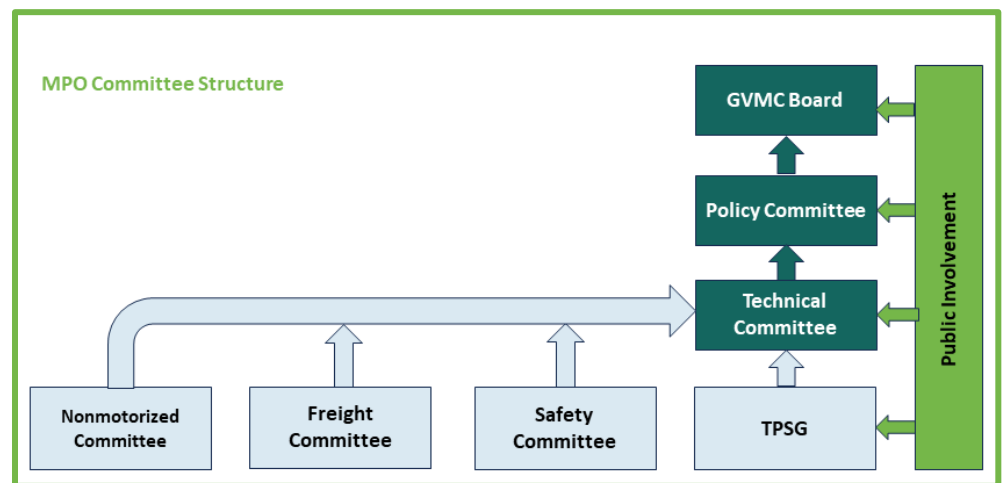 MPO Committee Structure
GVMC Board
Policy Committee
Technical
Committee
Public Involvement
Nonmotorized
Committee
Freight
Committee
Safety
Committee
TPSG